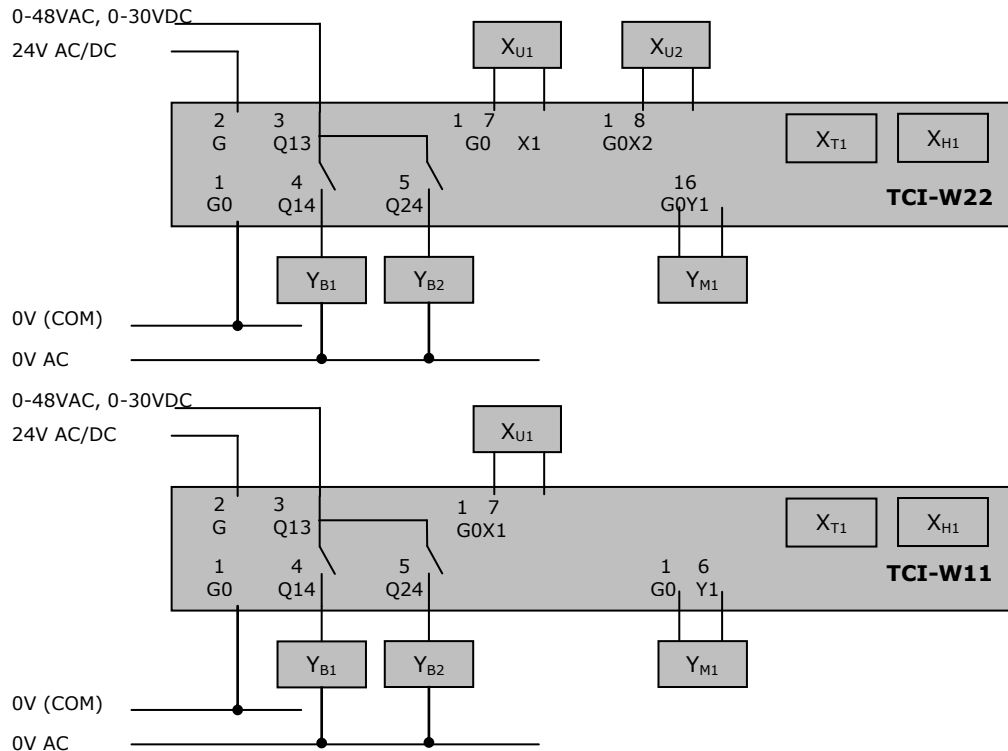 0-48VAC, 0-30VDC
24V AC/DC
XU1 XU2
2 3 1 7 1 8
G Q13 G0 X1 G0X2 XT1 XH1
1 4 5 16
G0 Q14 Q24 G0Y1 TCI-W22
YB1 YB2 YM1
0V (COM)
0V AC
0-48VAC, 0-30VDC
24V AC/DC
XU1
2 3 1 7
G Q13 G0X1 XT1 XH1
1 4 5 1 6
G0 Q14 Q24 G0 Y1 TCI-W11
YB1 YB2 YM1
0V (COM)
0V AC